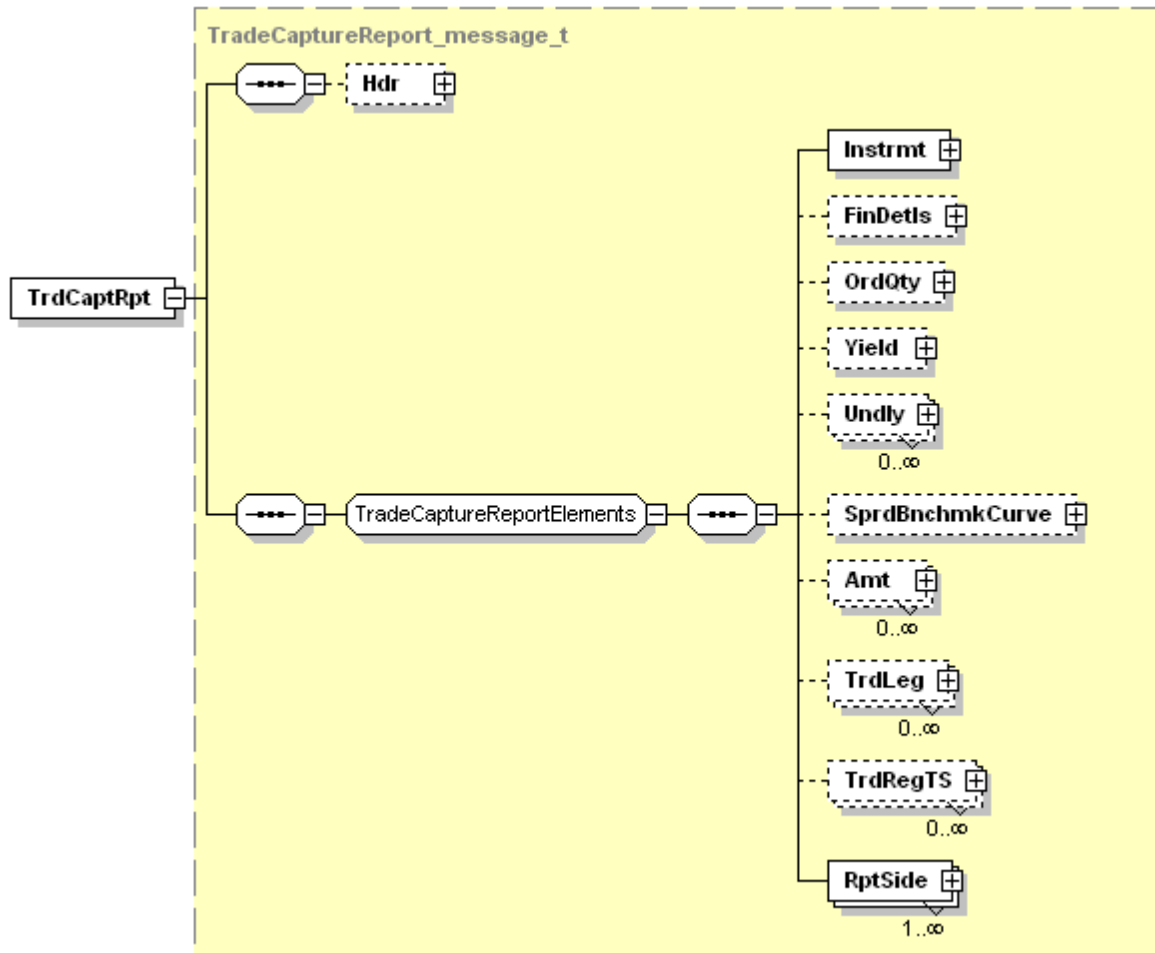 TradeCaptureReport_message_t
Hdr
Instrmt
FinDetls
OrdQty
TrdCaptRpt
Yield
Undly
0..∞
TradeCaptureReportElements
SprdBnchmkCurve
Amt
0..∞
TrdLeg
0..∞
TrdRegTS
0..∞
RptSide
1..∞